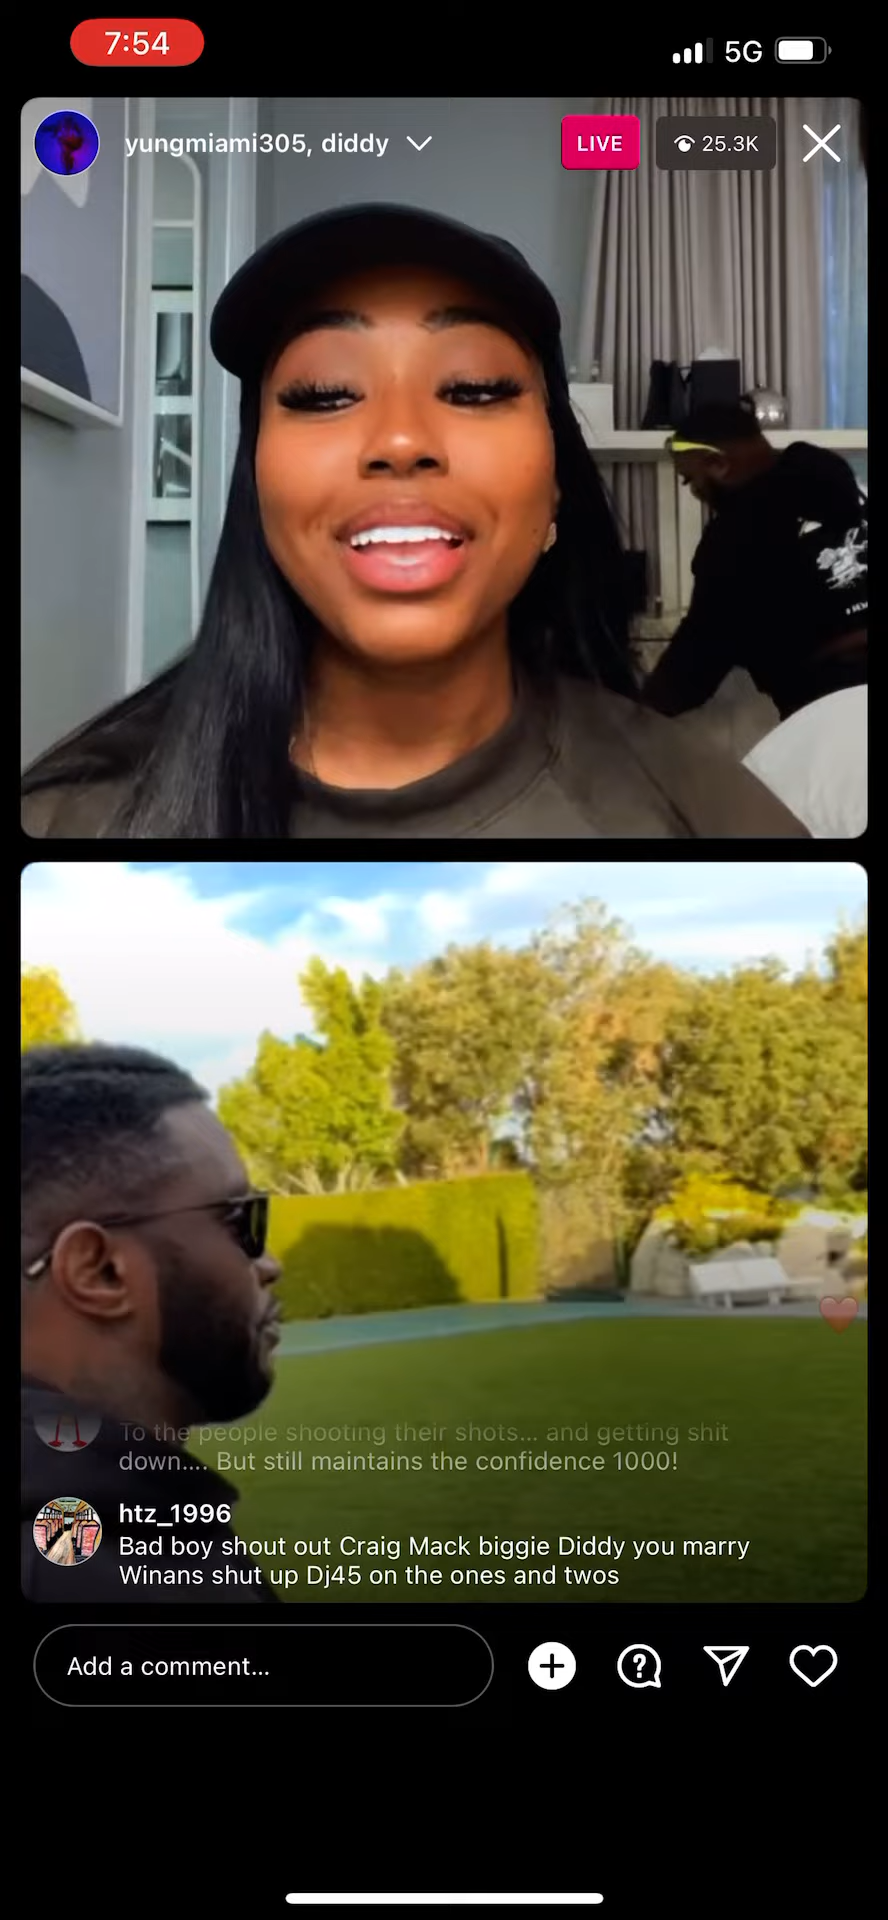 7:54
5G
yungmiami305, diddy
LIVE
25.3K
To the people shooting their shots... and getting shit
down.... But still maintains the confidence 1000!
htz_1996
Bad boy shout out Craig Mack biggie Diddy you marry
Winans shut up Dj45 on the ones and twos
Add a comment...